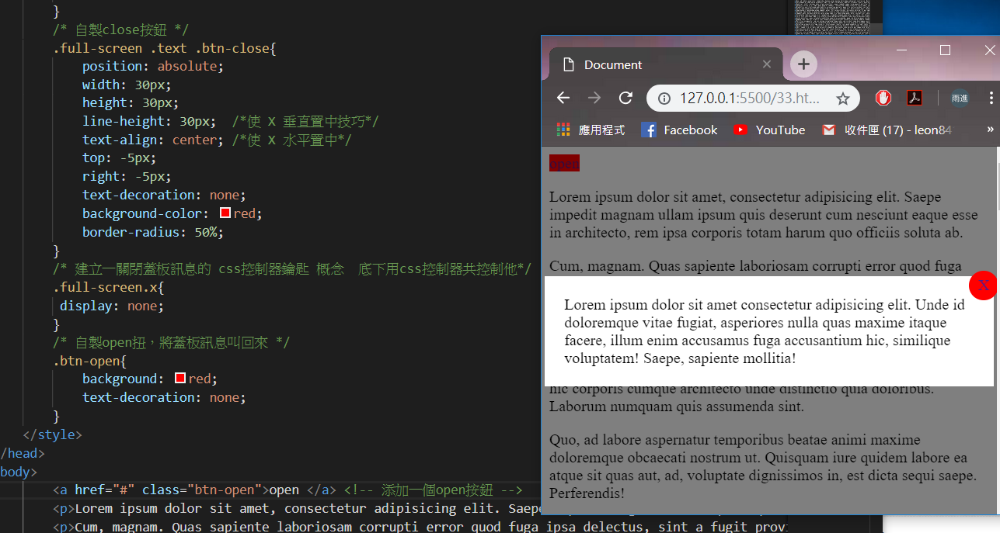 }
/* 自製close按鈕 */
.full-screen .text .btn-close{
position: absolute;
width: 30px;
height: 30px;
line-height: 30px;  /*使 X 垂直置中技巧*/
text-align: center; /*使 X 水平置中*/
top: -5px;
right: -5px;
text-decoration: none;
background-color: red;
border-radius: 50%;
}
/* 建立一關閉蓋板訊息的 css控制器鑰匙 概念  底下用css控制器共控制他*/
.full-screen.x{
display: none;
}
/* 自製open扭，將蓋板訊息叫回來 */
.btn-open{
background: red;
text-decoration: none;
}
</style>
/head>
body>
<a href="#" class="btn-open">open </a> <!-- 添加一個open按鈕 -->
<p>Lorem ipsum dolor sit amet, consectetur adipisicing elit. Saepe
<p>Cum, magnam. Quas sapiente laboriosam corrupti error quod fuga ipsa delectus, sint a fugit provi
Document
127.0.0.1:5500/33.ht...
雨進
應用程式 Facebook YouTube 收件匣 (17) - leon84 »
open
Lorem ipsum dolor sit amet, consectetur adipisicing elit. Saepe
impedit magnam ullam ipsum quis deserunt cum nesciunt eaque esse
in architecto, rem ipsa corporis totam harum quo officiis soluta ab.
Cum, magnam. Quas sapiente laboriosam corrupti error quod fuga
X
Lorem ipsum dolor sit amet consectetur adipisicing elit. Unde id
doloremque vitae fugiat, asperiores nulla quas maxime itaque
facere, illum enim accusamus fuga accusantium hic, similique
voluptatem! Saepe, sapiente mollitia!
hic corporis cumque architecto unde distinctio quia doloribus.
Laborum numquam quis assumenda sint.
Quo, ad labore aspernatur temporibus beatae animi maxime
doloremque obcaecati nostrum ut. Quisquam iure quidem labore ea
atque sit quas aut, ad, voluptate dignissimos in, est dicta sequi saepe.
Perferendis!